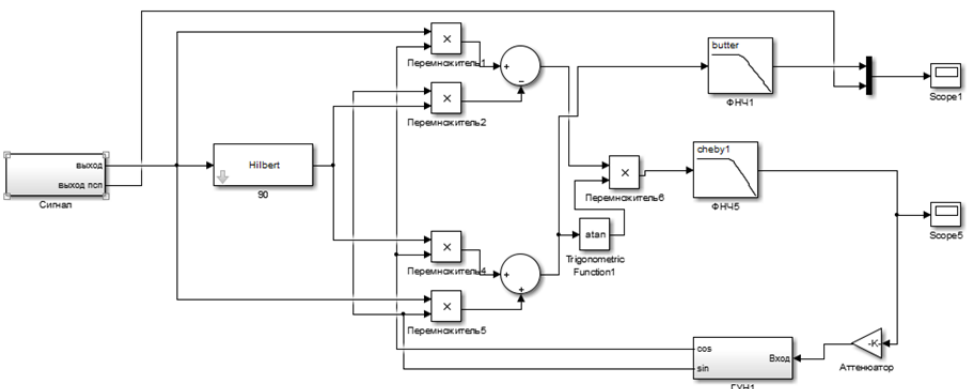 Перемножитель1
butter
ФНЧ1
Scope1
Перемножитель2
Hilbert
90
выход
выход псп
Сигнал
cheby1
Перемножитель6
ФНЧ5
Scope5
atan
Trigonometric
Function1
Перемножитель4
Перемножитель5
cos
sin
Вход
ГУН1
-K-
Аттенюатор